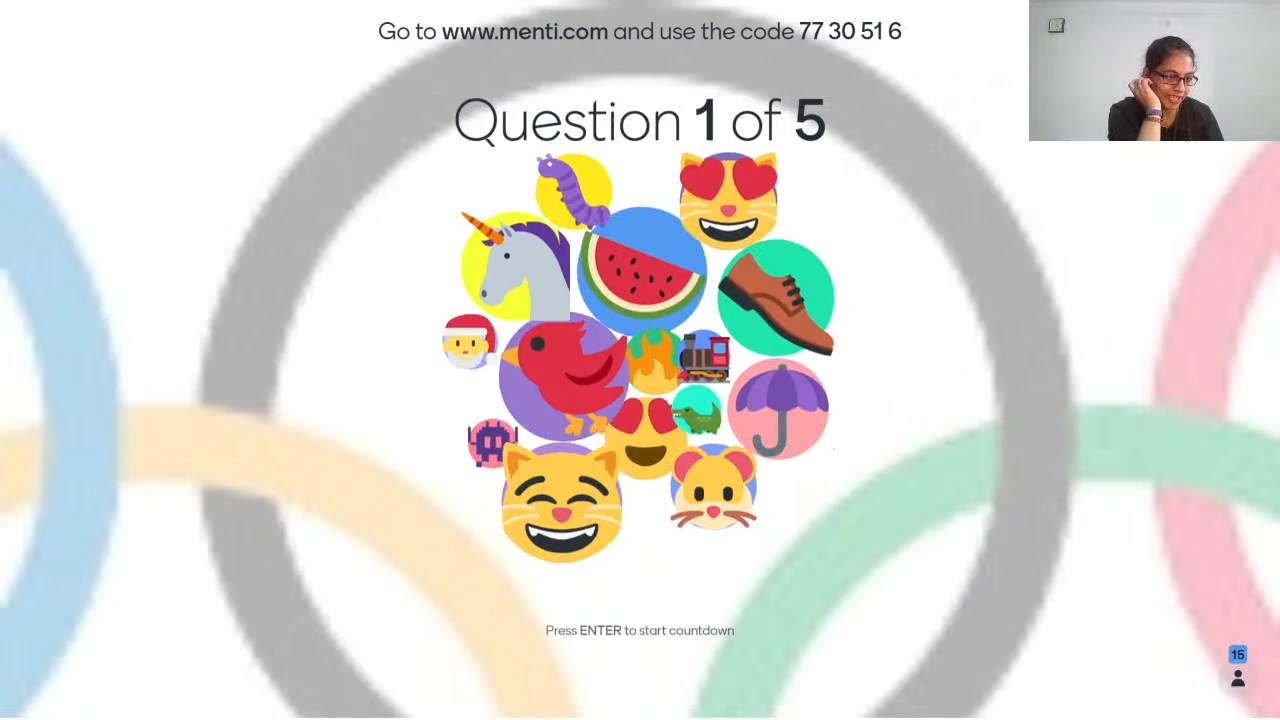 Go to www.menti.com and use the code 77 30 51 6
Question 1 of 5
Press ENTER to start countdown
15